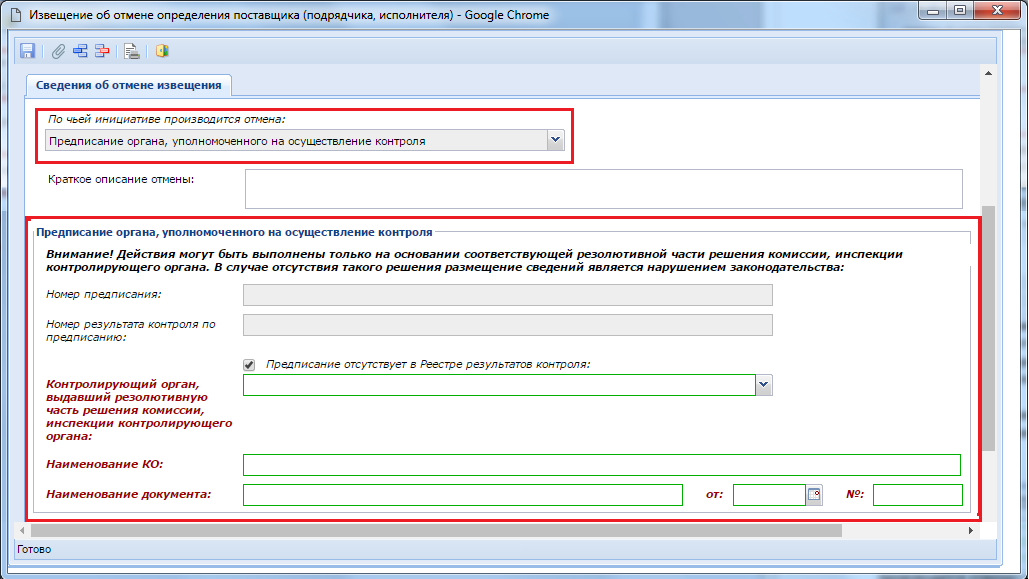 Извещение об отмене определения поставщика (подрядчика, исполнителя) - Google Chrome
Сведения об отмене извещения
По чьей инициативе производится отмена:
Предписание органа, уполномоченного на осуществление контроля
Краткое описание отмены:
Предписание органа, уполномоченного на осуществление контроля
Внимание! Действия могут быть выполнены только на основании соответствующей резолютивной части решения комиссии, инспекции
контролирующего органа. В случае отсутствия такого решения размещение сведений является нарушением законодательства:
Номер предписания:
Номер результата контроля по
предписанию:
Предписание отсутствует в Реестре результатов контроля:
Контролирующий орган,
выдавший резолютивную
часть решения комиссии,
инспекции контролирующего
органа:
Наименование КО:
Наименование документа:
от:
№:
Готово